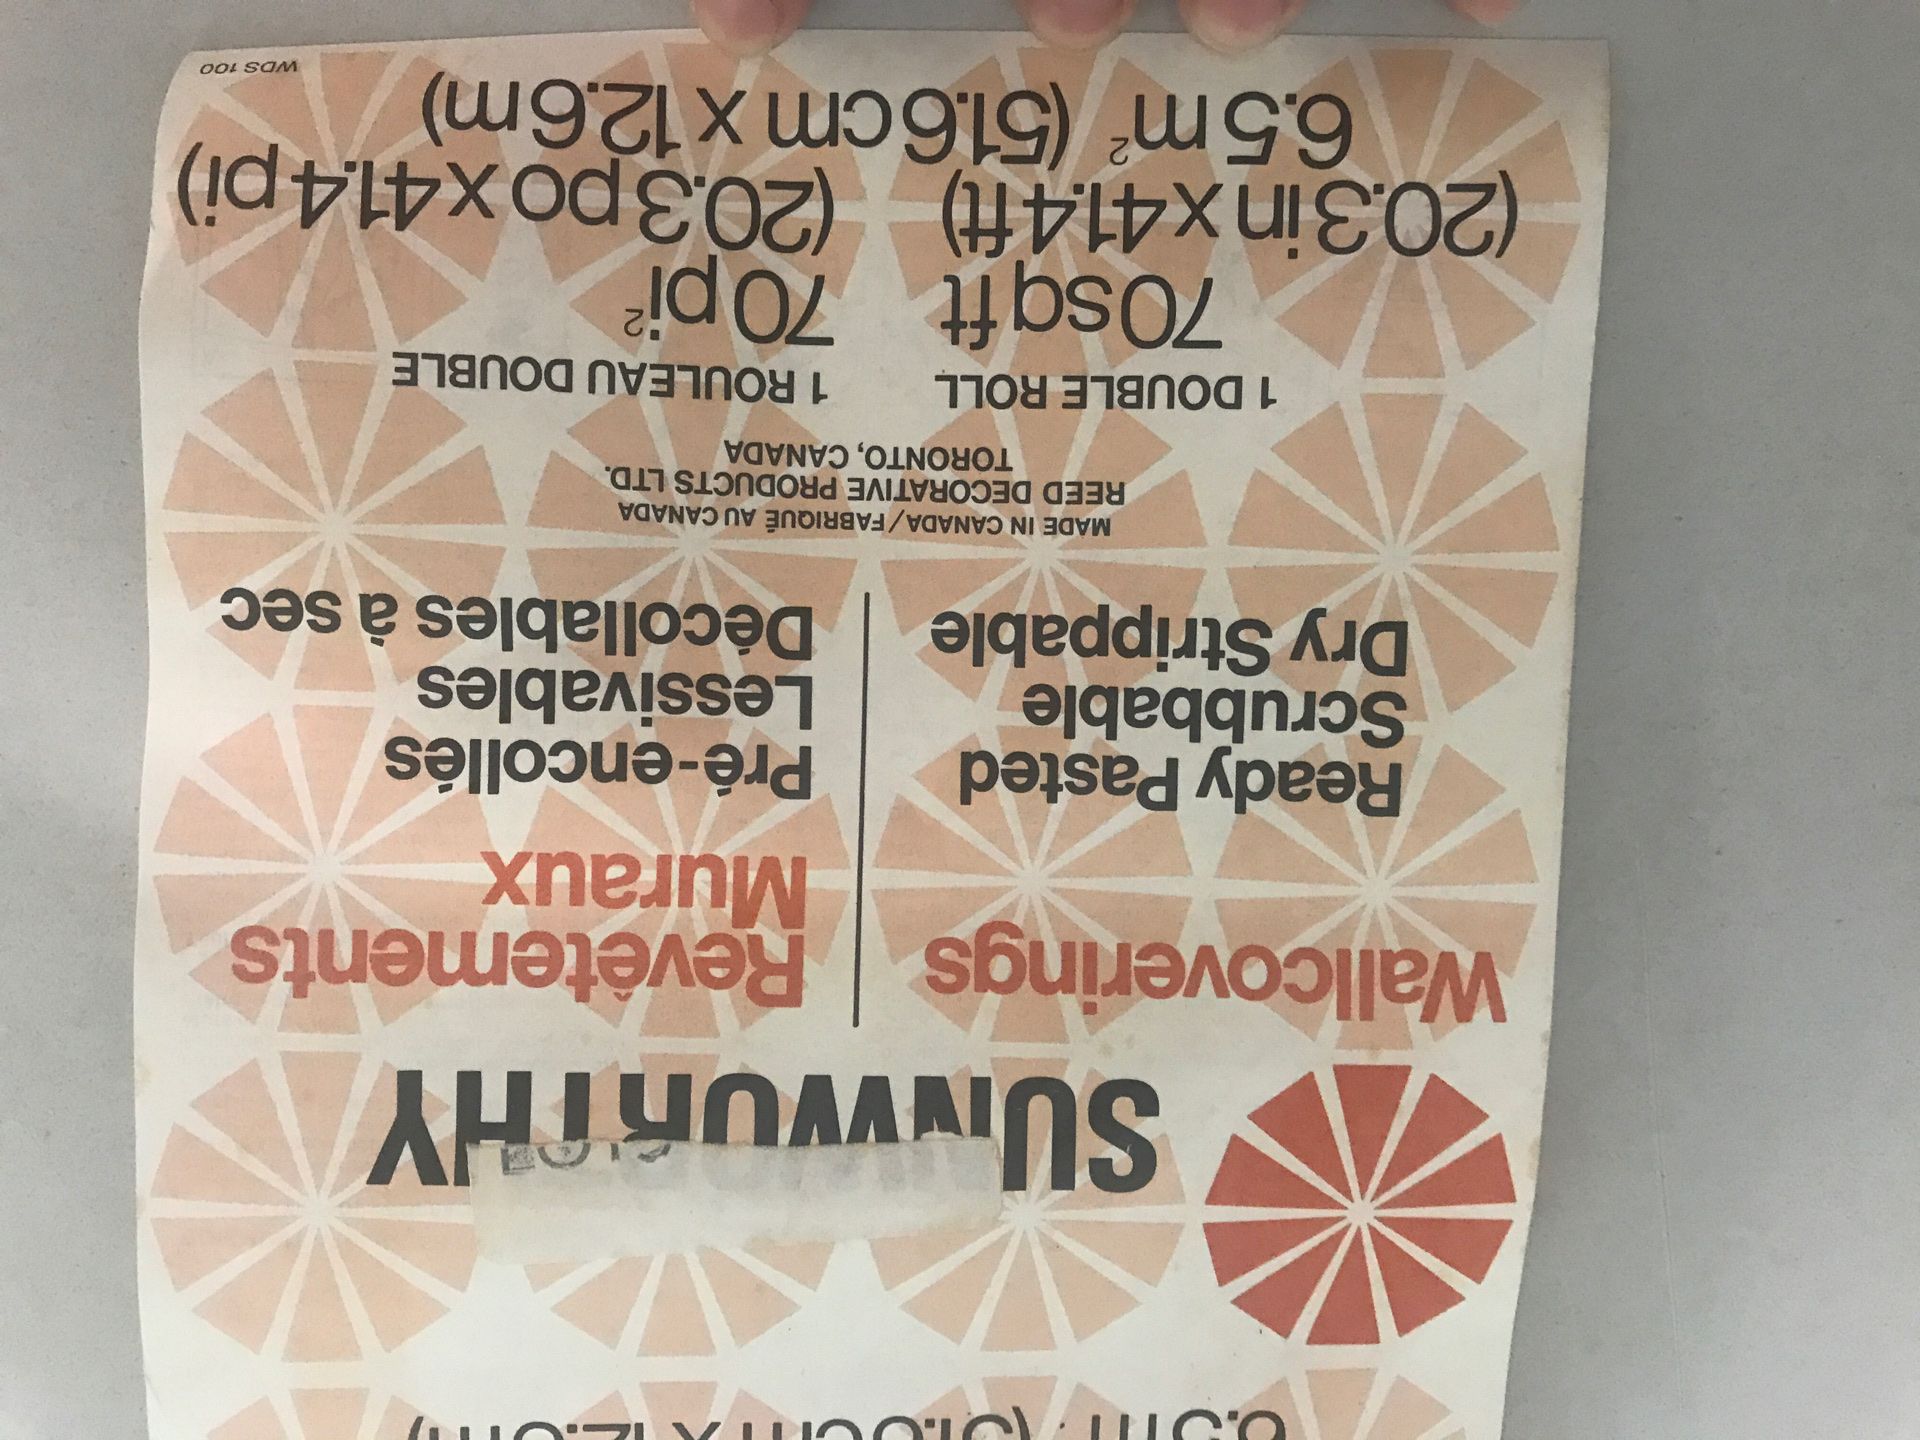 SUNWORTHY
Wallcoverings
Revêtements
Muraux
Ready Pasted
Scrubbable
Dry Strippable
Pré-encollés
Lessivables
Décollables à sec
MADE IN CANADA/FABRIQUÉ AU CANADA
REED DECORATIVE PRODUCTS LTD.
TORONTO, CANADA
1 DOUBLE ROLL
70 sq ft
(20.3 in x 41.4 ft)
1 ROULEAU DOUBLE
70 pi²
(20.3 po x 41.4 pi)
6.5 m² (51.6 cm x 12.6 m)
WDS 100